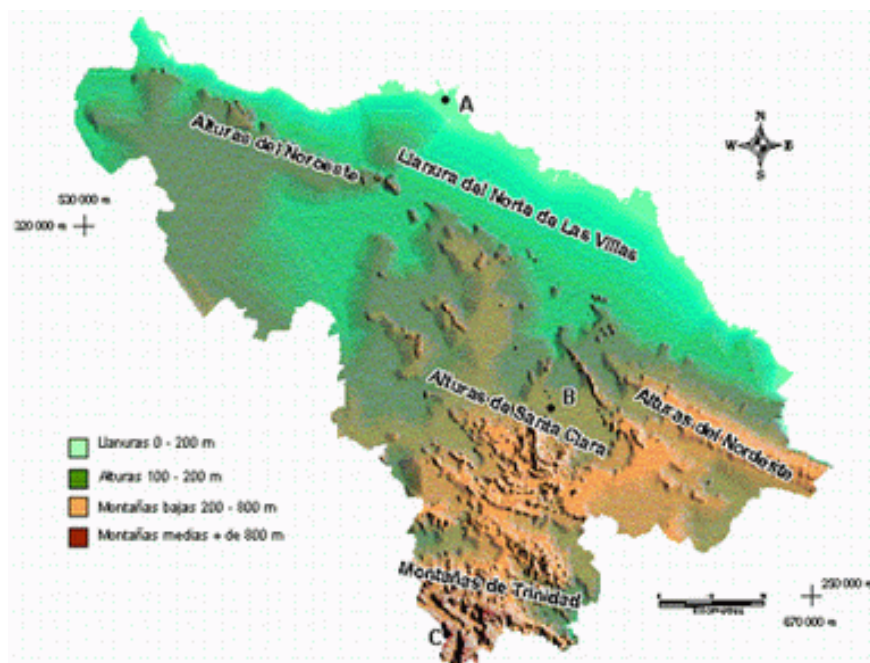 A
N
W E
S
Alturas del Noroeste
Llanura del Norte de Las Villas
320 000 m
Alturas de Santa Clara
B
Alturas del Nordeste
Llanuras 0 - 200 m
Alturas 100 - 200 m
Montañas bajas 200 - 800 m
Montañas medias + de 800 m
Montañas de Trinidad
C
250 000 m
670 000 m